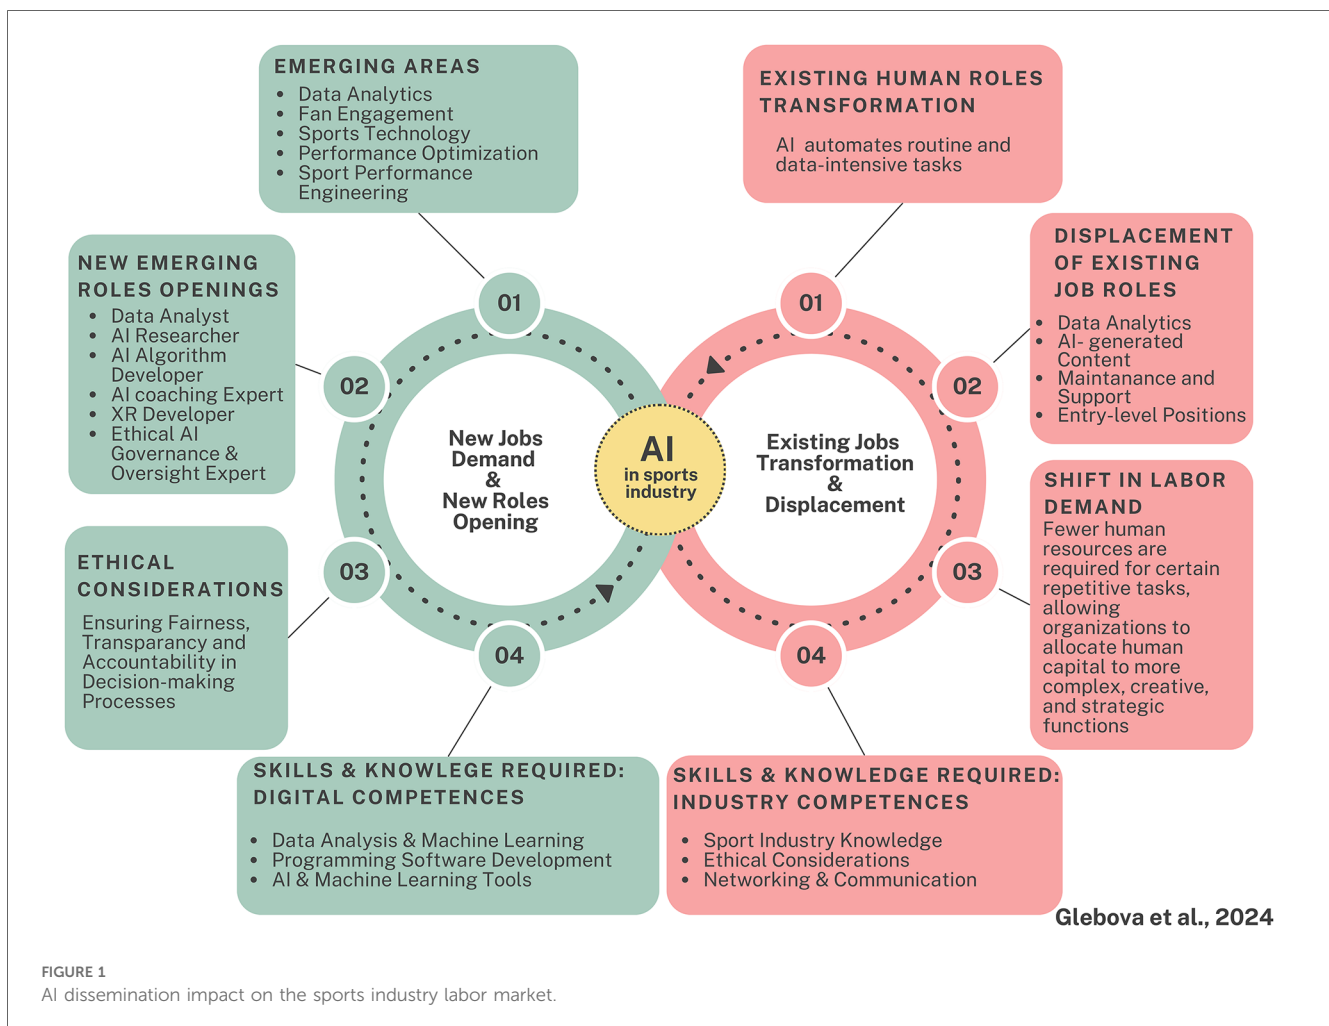 EMERGING AREAS
• Data Analytics
• Fan Engagement
• Sports Technology
• Performance Optimization
• Sport Performance
Engineering
EXISTING HUMAN ROLES
TRANSFORMATION
AI automates routine and
data-intensive tasks
NEW EMERGING
ROLES OPENINGS
• Data Analyst
• AI Researcher
• AI Algorithm
Developer
• AI coaching Expert
• XR Developer
• Ethical AI
Governance &
Oversight Expert
DISPLACEMENT
OF EXISTING
JOB ROLES
• Data Analytics
• AI- generated
Content
• Maintanance and
Support
• Entry-level Positions
01
02
03
04
New Jobs
Demand
&
New Roles
Opening
AI
in sports
industry
01
02
03
04
Existing Jobs
Transformation
&
Displacement
ETHICAL
CONSIDERATIONS
Ensuring Fairness,
Transparancy and
Accountability in
Decision-making
Processes
SHIFT IN LABOR
DEMAND
Fewer human
resources are
required for certain
repetitive tasks,
allowing
organizations to
allocate human
capital to more
complex, creative,
and strategic
functions
SKILLS & KNOWLEGE REQUIRED:
DIGITAL COMPETENCES
• Data Analysis & Machine Learning
• Programming Software Development
• AI & Machine Learning Tools
SKILLS & KNOWLEDGE REQUIRED:
INDUSTRY COMPETENCES
• Sport Industry Knowledge
• Ethical Considerations
• Networking & Communication
Glebova et al., 2024
FIGURE 1
AI dissemination impact on the sports industry labor market.